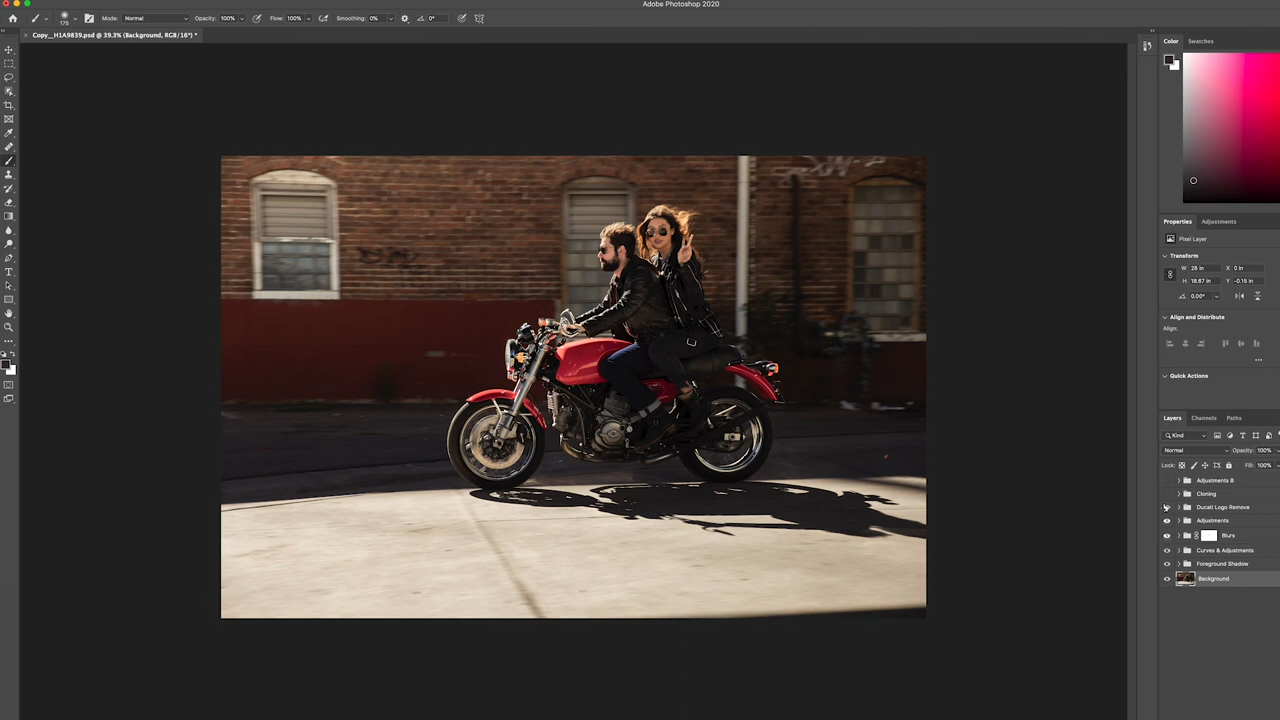 Adobe Photoshop 2020
175
Mode: Normal
Opacity: 100%
Flow: 100%
Smoothing: 0%
0°
× Copy__H1A9839.psd @ 39.3% (Background, RGB/16*) *
Color
Swatches
Properties
Adjustments
Pixel Layer
Transform
W 28 in
X 0 in
H 18.67 in
Y -0.15 in
0.00°
Align and Distribute
Align:
Quick Actions
Layers
Channels
Paths
Kind
Normal
Opacity: 100%
Lock:
Fill: 100%
Adjustments B
Cloning
Ducati Logo Remove
Adjustments
Blurs
Curves & Adjustments
Foreground Shadow
Background